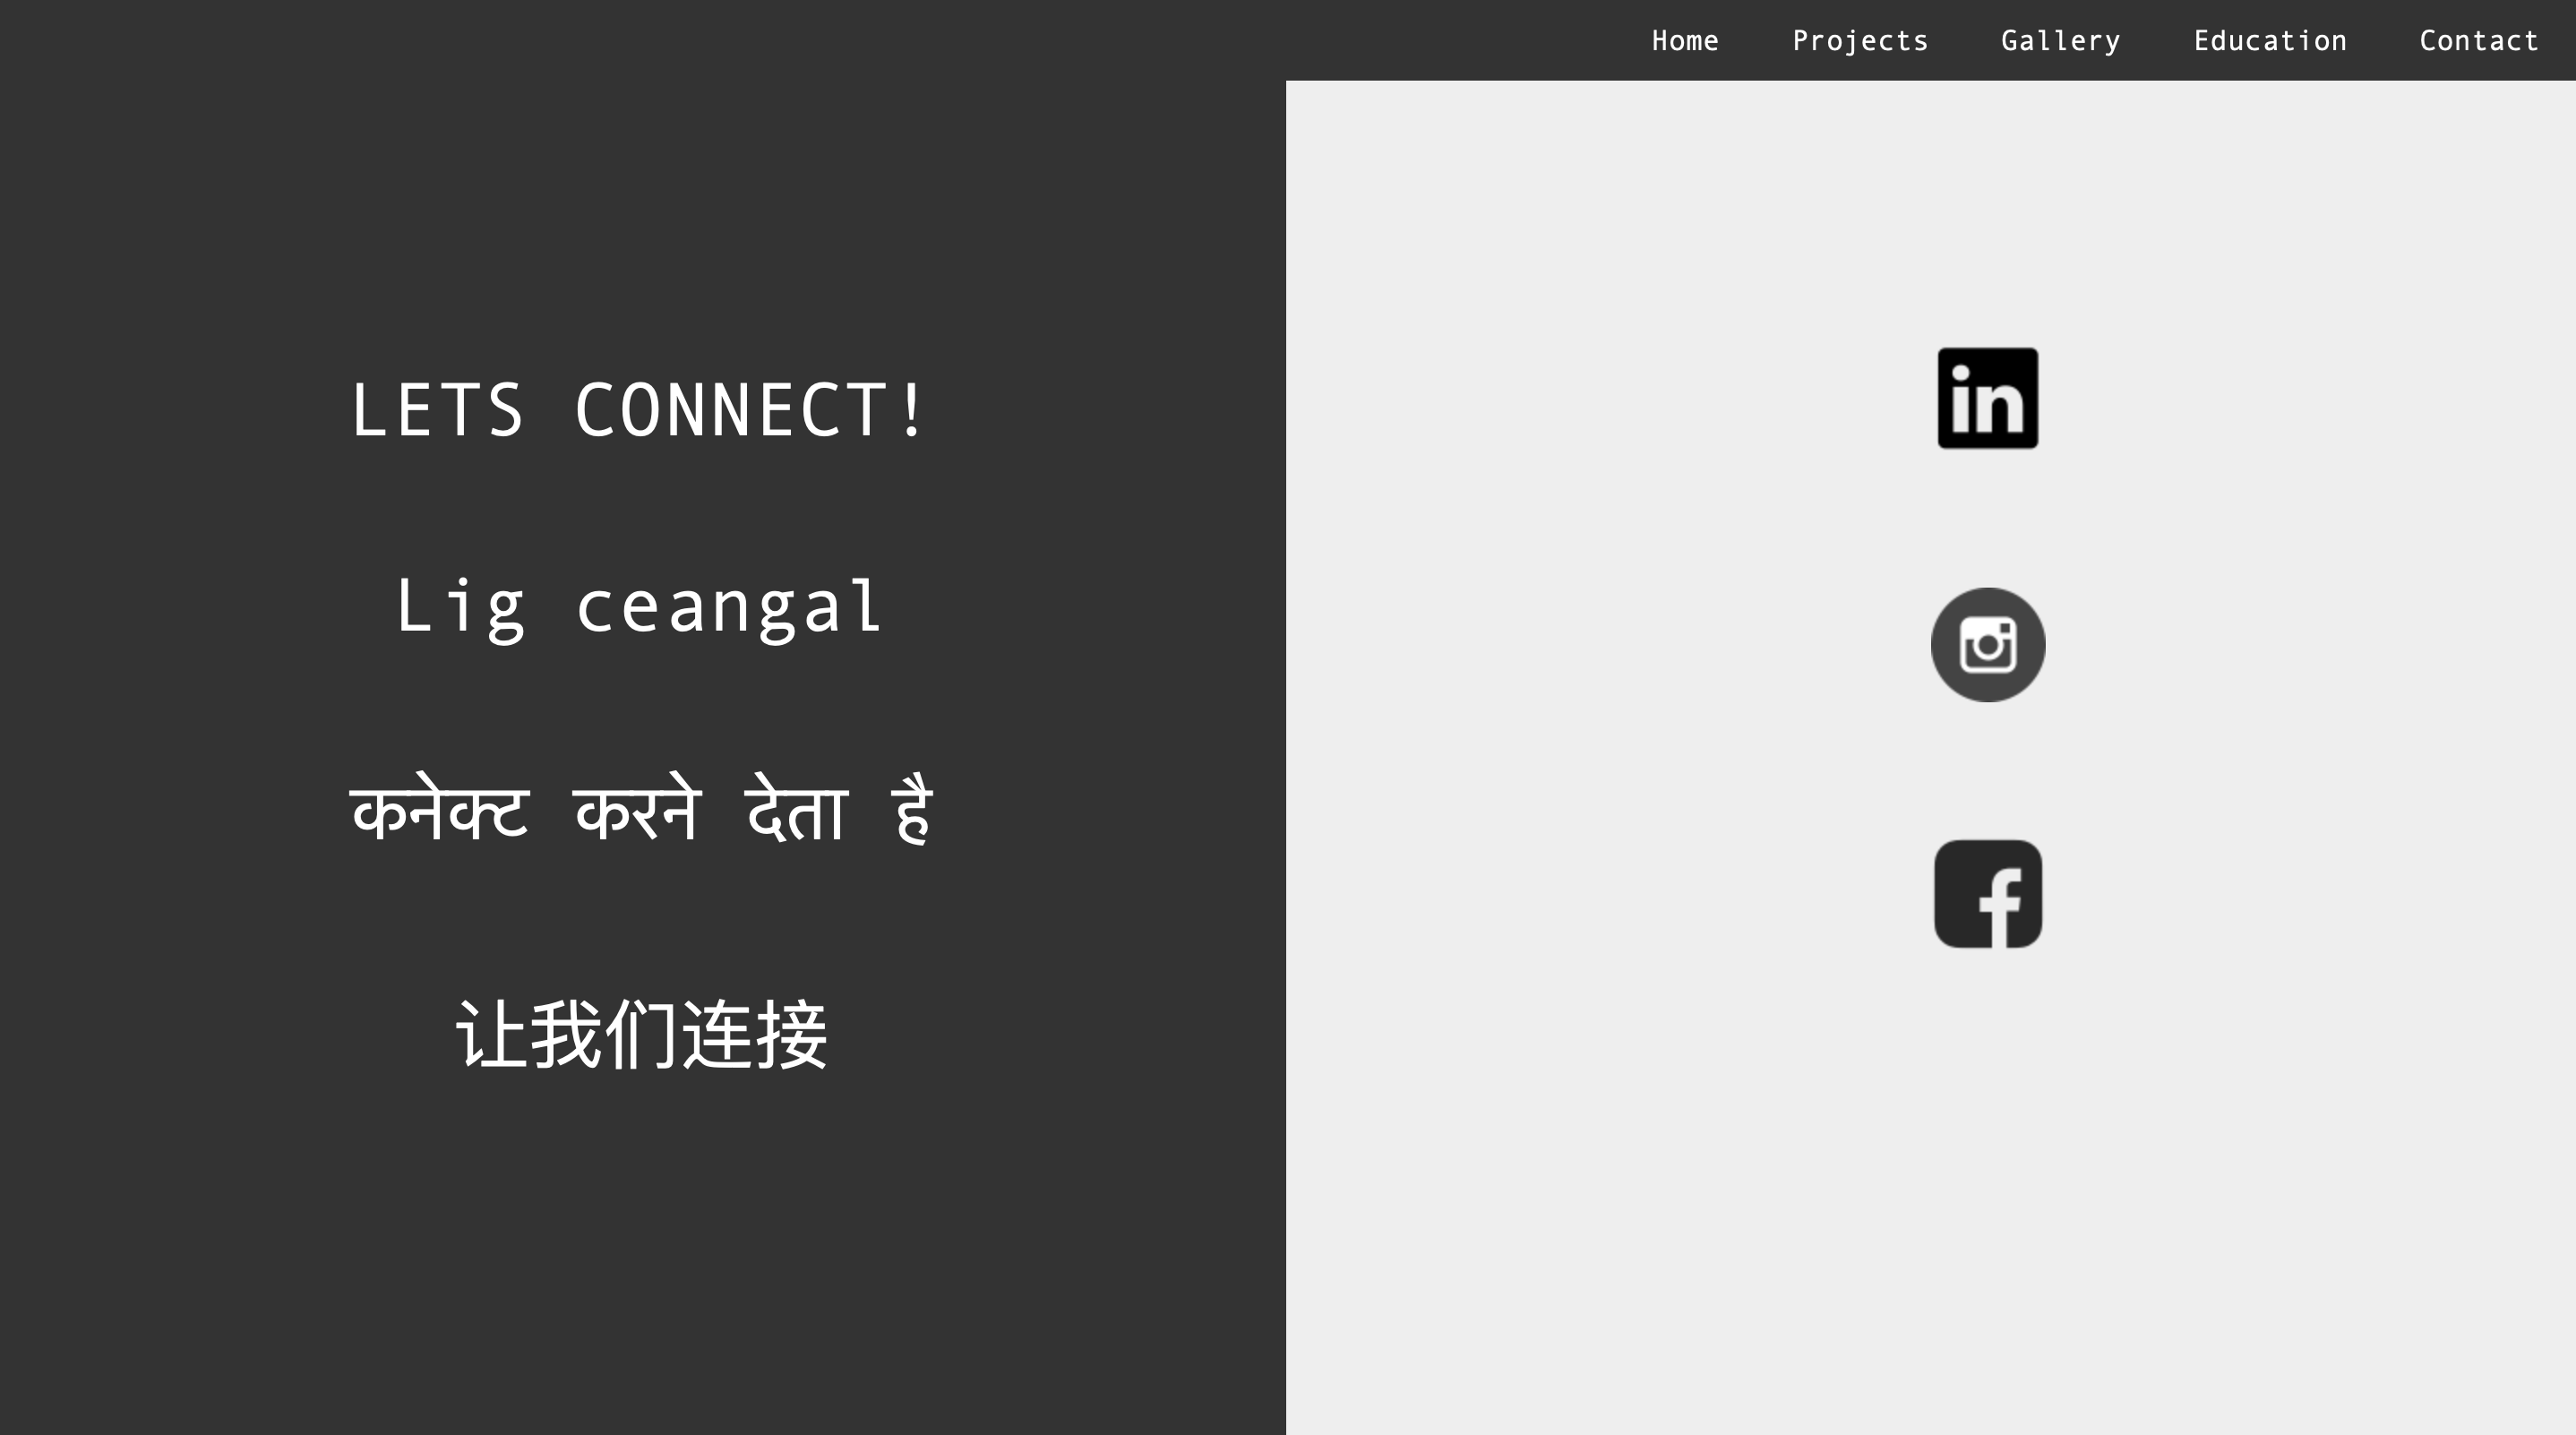 Home Projects Gallery Education Contact
LETS CONNECT!
Lig ceangal
कनेक्ट करने देता है
让我们连接
in
f